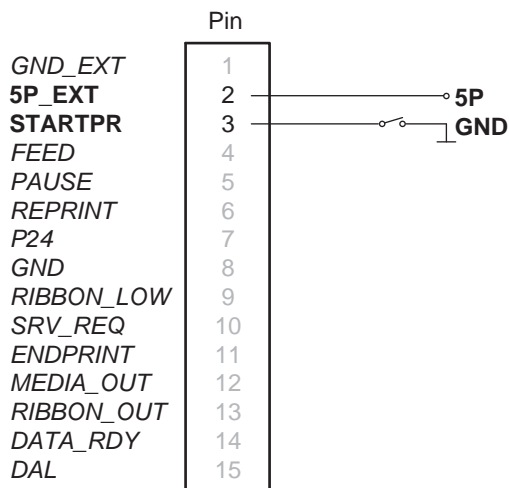 Pin
GND_EXT 1
5P_EXT 2 5P
STARTPR 3 GND
FEED 4
PAUSE 5
REPRINT 6
P24 7
GND 8
RIBBON_LOW 9
SRV_REQ 10
ENDPRINT 11
MEDIA_OUT 12
RIBBON_OUT 13
DATA_RDY 14
DAL 15